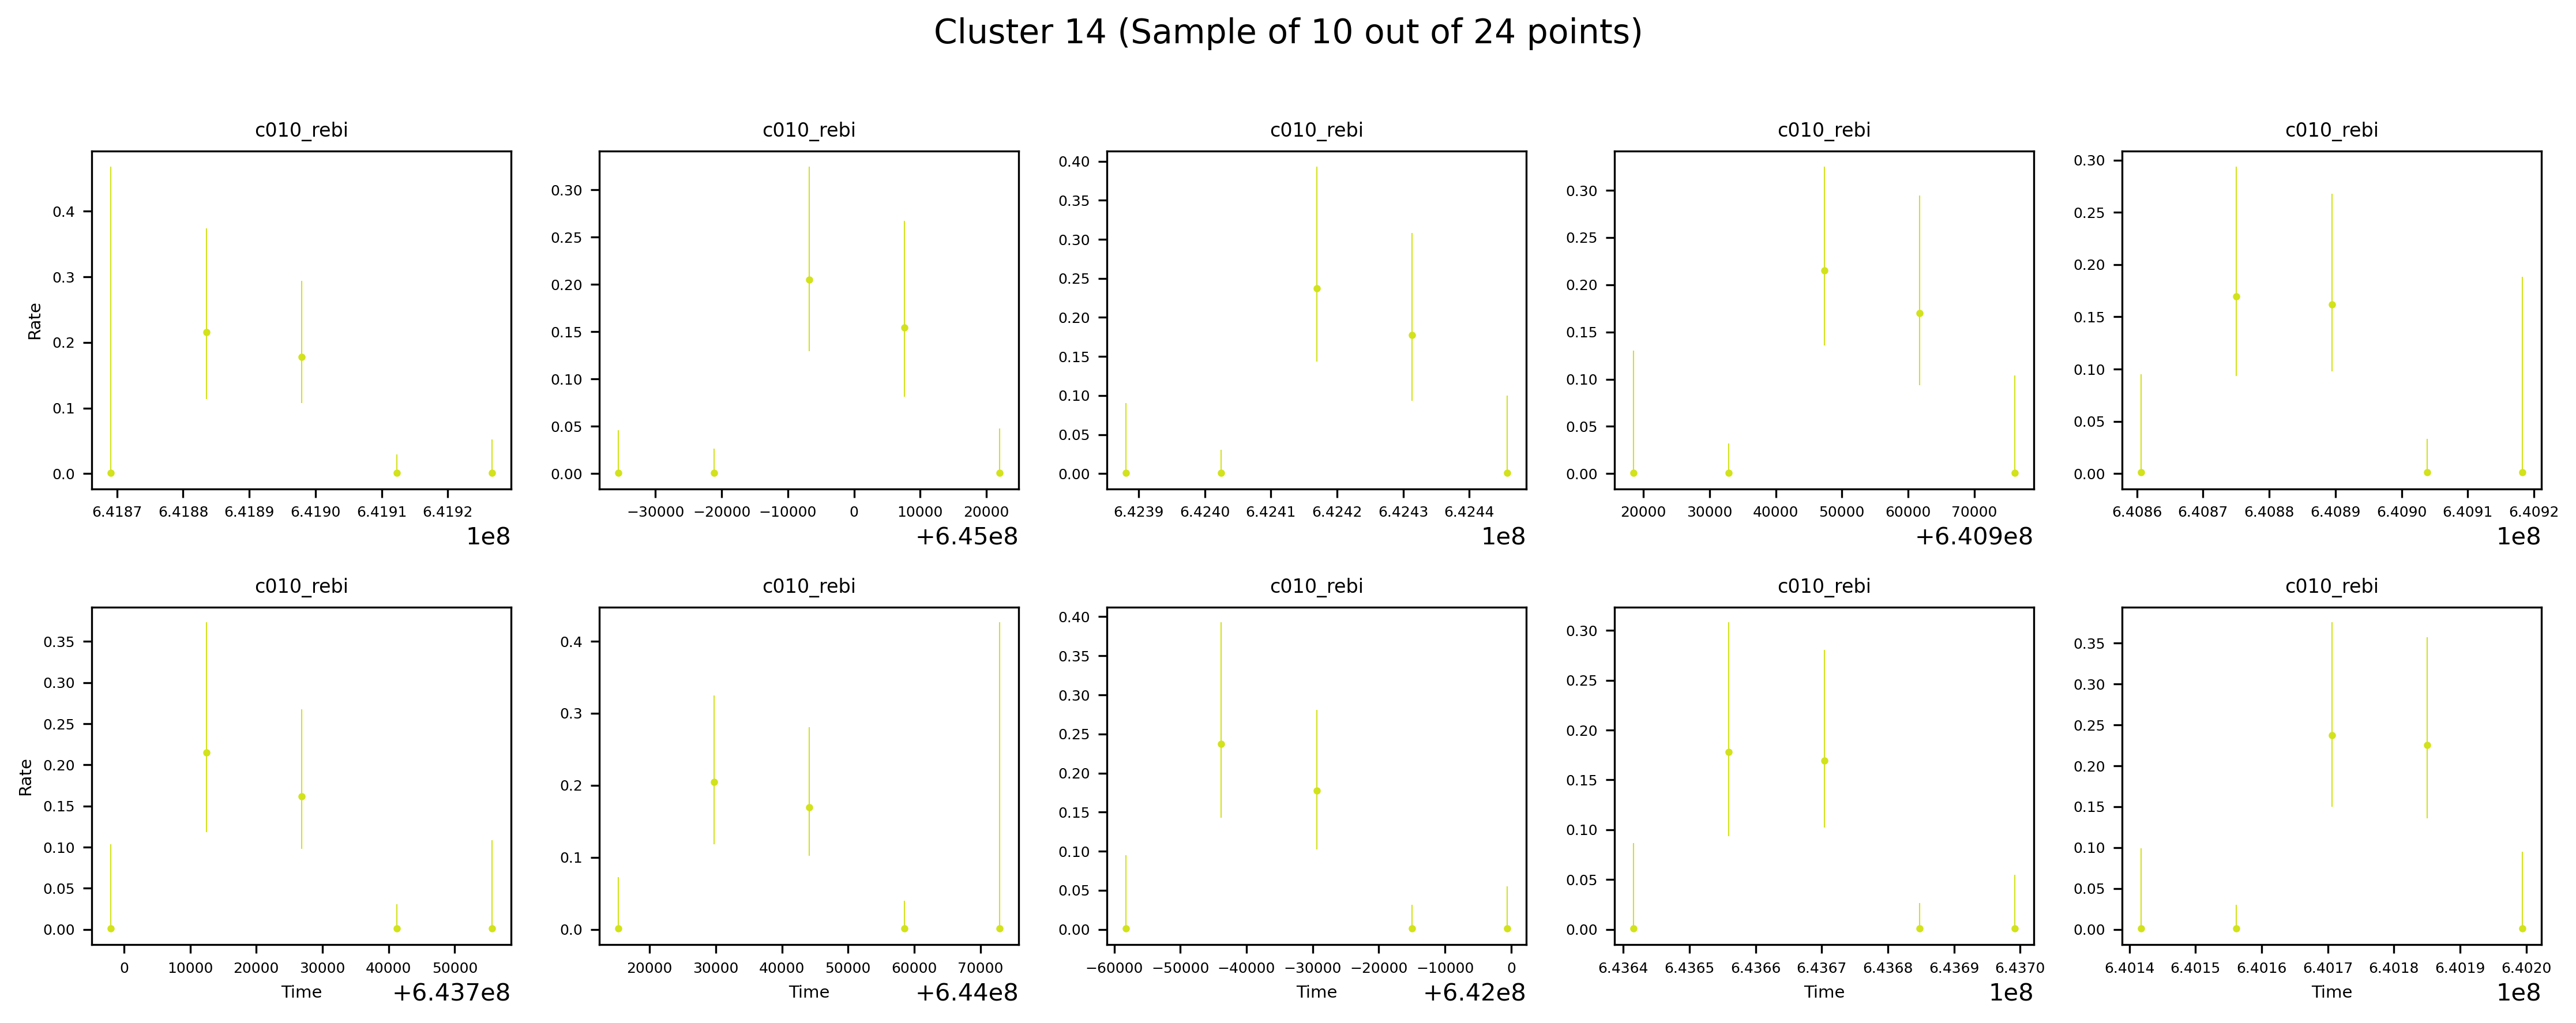 Cluster 14 (Sample of 10 out of 24 points)
c010_rebi c010_rebi c010_rebi c010_rebi c010_rebi
Rate
0.4
0.3
0.2
0.1
0.0
6.4187 6.4188 6.4189 6.4190 6.4191 6.4192
1e8
0.30
0.25
0.20
0.15
0.10
0.05
0.00
−30000 −20000 −10000 0 10000 20000
+6.45e8
0.40
0.35
0.30
0.25
0.20
0.15
0.10
0.05
0.00
6.4239 6.4240 6.4241 6.4242 6.4243 6.4244
1e8
0.30
0.25
0.20
0.15
0.10
0.05
0.00
20000 30000 40000 50000 60000 70000
+6.409e8
0.30
0.25
0.20
0.15
0.10
0.05
0.00
6.4086 6.4087 6.4088 6.4089 6.4090 6.4091 6.4092
1e8
c010_rebi c010_rebi c010_rebi c010_rebi c010_rebi
Rate
0.35
0.30
0.25
0.20
0.15
0.10
0.05
0.00
0 10000 20000 30000 40000 50000
Time
+6.437e8
0.4
0.3
0.2
0.1
0.0
20000 30000 40000 50000 60000 70000
Time
+6.44e8
0.40
0.35
0.30
0.25
0.20
0.15
0.10
0.05
0.00
−60000 −50000 −40000 −30000 −20000 −10000 0
Time
+6.42e8
0.30
0.25
0.20
0.15
0.10
0.05
0.00
6.4364 6.4365 6.4366 6.4367 6.4368 6.4369 6.4370
Time
1e8
0.35
0.30
0.25
0.20
0.15
0.10
0.05
0.00
6.4014 6.4015 6.4016 6.4017 6.4018 6.4019 6.4020
Time
1e8